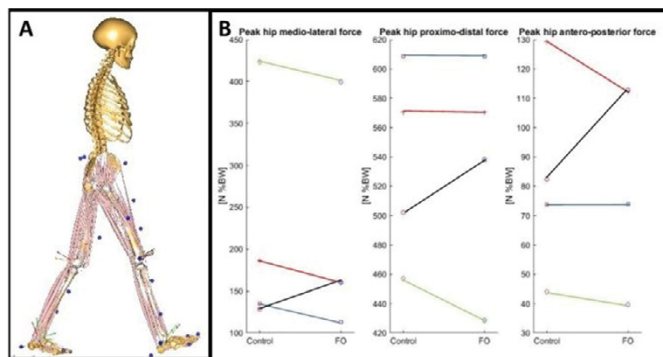 A
B
Peak hip medio-lateral force
Peak hip proximo-distal force
Peak hip antero-posterior force
[N %BW]
450
400
350
300
250
200
150
100
Control
FO
[N %BW]
620
600
580
560
540
520
500
480
460
440
420
Control
FO
[N %BW]
130
120
110
100
90
80
70
60
50
40
30
Control
FO